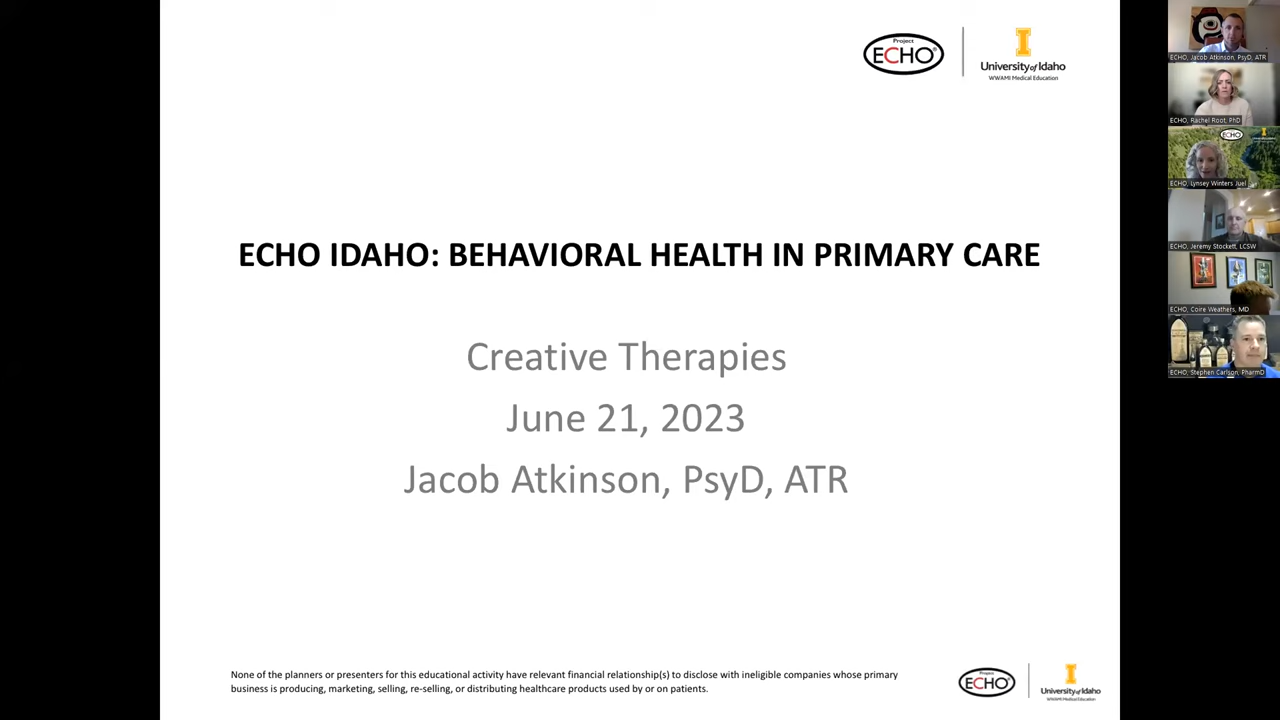 Project
ECHO®
University of Idaho
WWAMI Medical Education
ECHO IDAHO: BEHAVIORAL HEALTH IN PRIMARY CARE
Creative Therapies
June 21, 2023
Jacob Atkinson, PsyD, ATR
None of the planners or presenters for this educational activity have relevant financial relationship(s) to disclose with ineligible companies whose primary
business is producing, marketing, selling, re-selling, or distributing healthcare products used by or on patients.
Project
ECHO®
University of Idaho
WWAMI Medical Education
ECHO, Jacob Atkinson, PsyD, ATR
ECHO, Rachel Root, PhD
ECHO
ECHO, Lynsey Winters Juel
ECHO, Jeremy Stockett, LCSW
ECHO, Coire Weathers, MD
ECHO, Stephen Carlson, PharmD